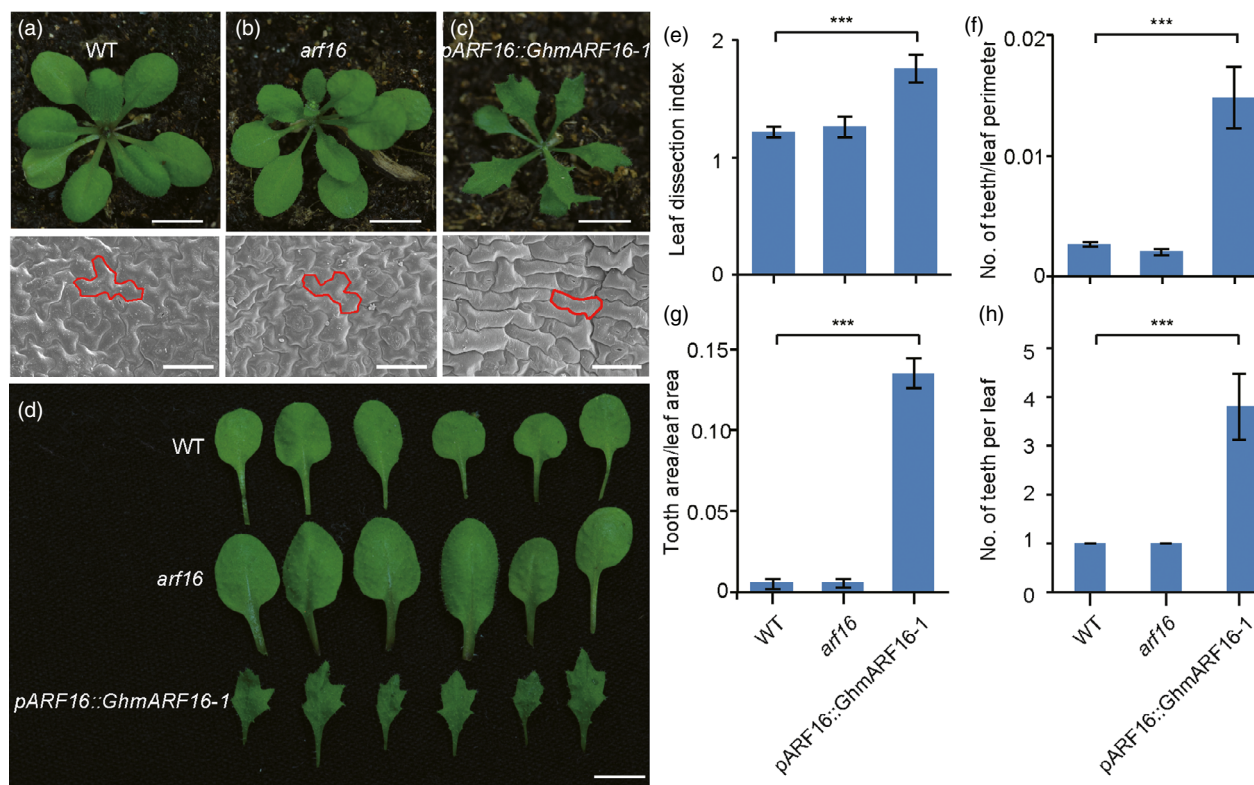 (a)
WT
(b)
arf16
(c)
pARF16::GhmARF16-1
(d)
WT
arf16
pARF16::GhmARF16-1
(e)
***
Leaf dissection index
2
1
0
(f)
***
No. of teeth/leaf perimeter
0.02
0.01
0
(g)
***
Tooth area/leaf area
0.15
0.10
0.05
0
WT
arf16
pARF16::GhmARF16-1
(h)
***
No. of teeth per leaf
5
4
3
2
1
0
WT
arf16
pARF16::GhmARF16-1